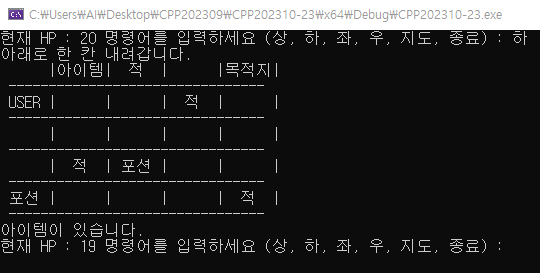 C:\Users\AI\Desktop\CPP202309\CPP202310-23\x64\Debug\CPP202310-23.exe
현재 HP : 20 명령어를 입력하세요 (상, 하, 좌, 우, 지도, 종료) : 하
아래로 한 칸 내려갑니다.
|아이템| 적 | |목적지|
--------------------------------
USER | | | 적 | |
--------------------------------
| | | | |
--------------------------------
| 적 | 포션 | | |
--------------------------------
포션 | | | | 적 |
--------------------------------
아이템이 있습니다.
현재 HP : 19 명령어를 입력하세요 (상, 하, 좌, 우, 지도, 종료) :